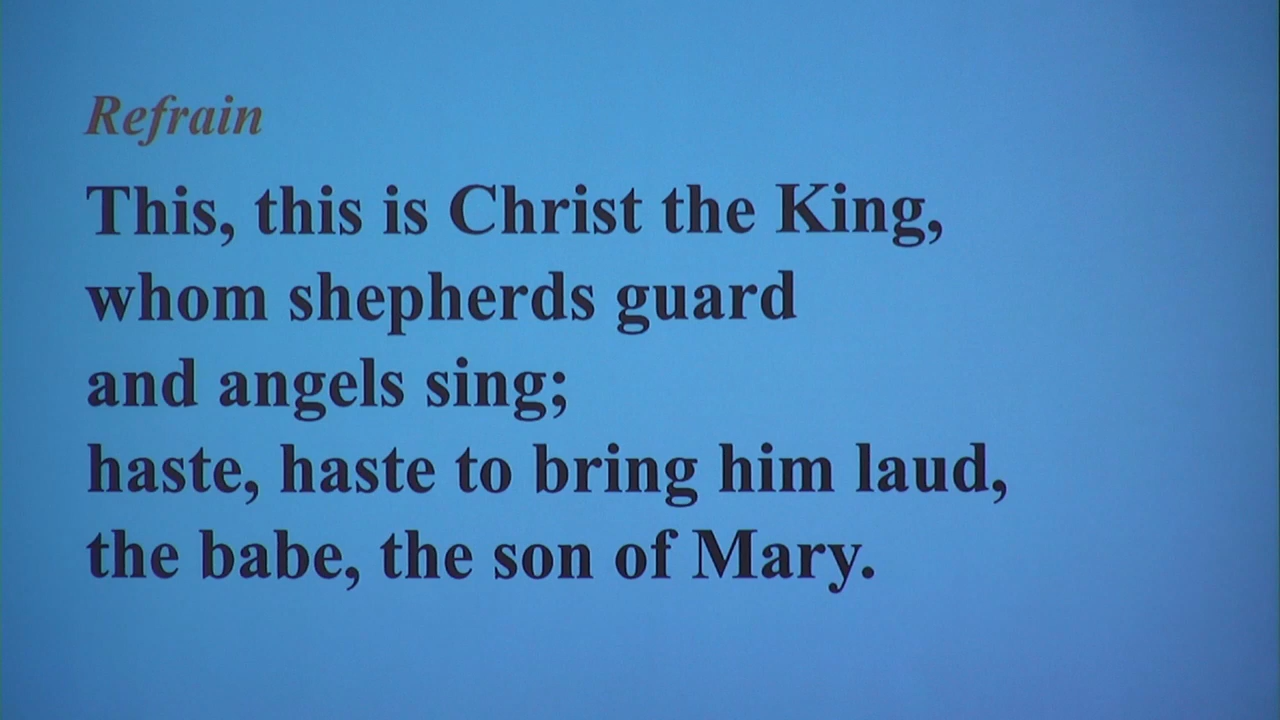 Refrain
This, this is Christ the King,
whom shepherds guard
and angels sing;
haste, haste to bring him laud,
the babe, the son of Mary.